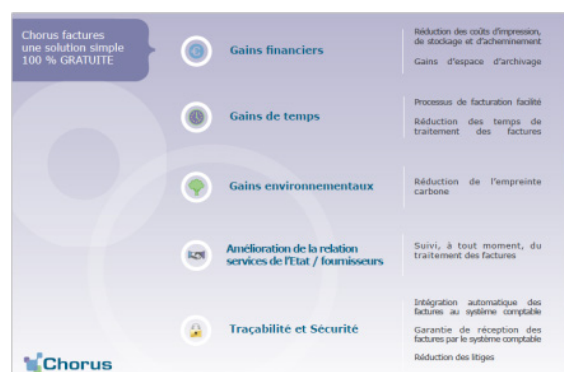 Chorus factures
une solution simple
100 % GRATUITE
Gains financiers
Réduction des coûts d'impression,
de stockage et d'acheminement
Gains d'espace d'archivage
Gains de temps
Processus de facturation facilité
Réduction des temps de
traitement des factures
Gains environnementaux
Réduction de l'empreinte
carbone
Amélioration de la relation
services de l'Etat / fournisseurs
Suivi, à tout moment, du
traitement des factures
Traçabilité et Sécurité
Intégration automatique des
factures au système comptable
Garantie de réception des
factures par le système comptable
Réduction des litiges
Chorus